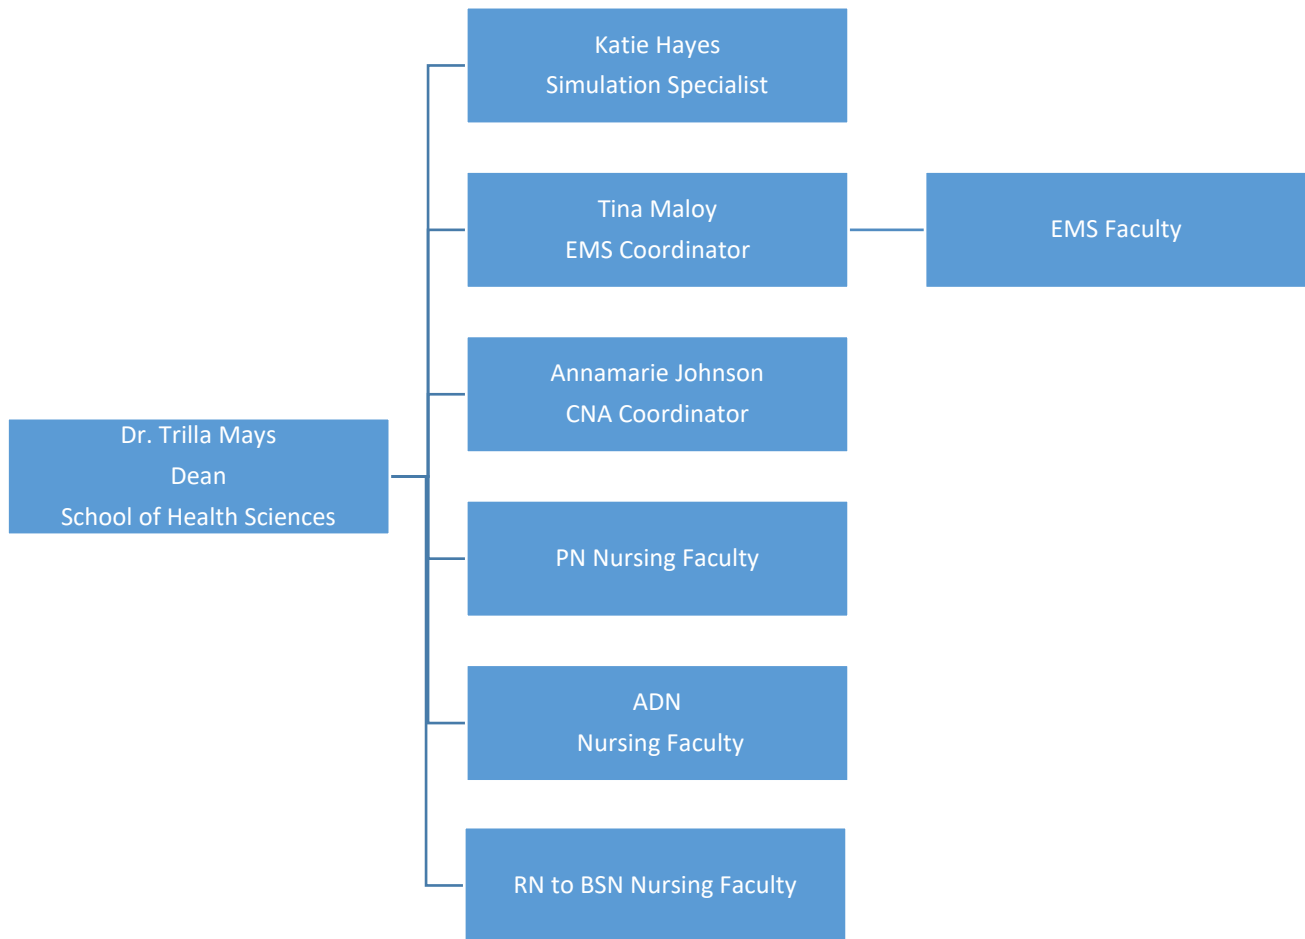 Katie Hayes
Simulation Specialist
Tina Maloy
EMS Coordinator
EMS Faculty
Annamarie Johnson
CNA Coordinator
Dr. Trilla Mays
Dean
School of Health Sciences
PN Nursing Faculty
ADN
Nursing Faculty
RN to BSN Nursing Faculty